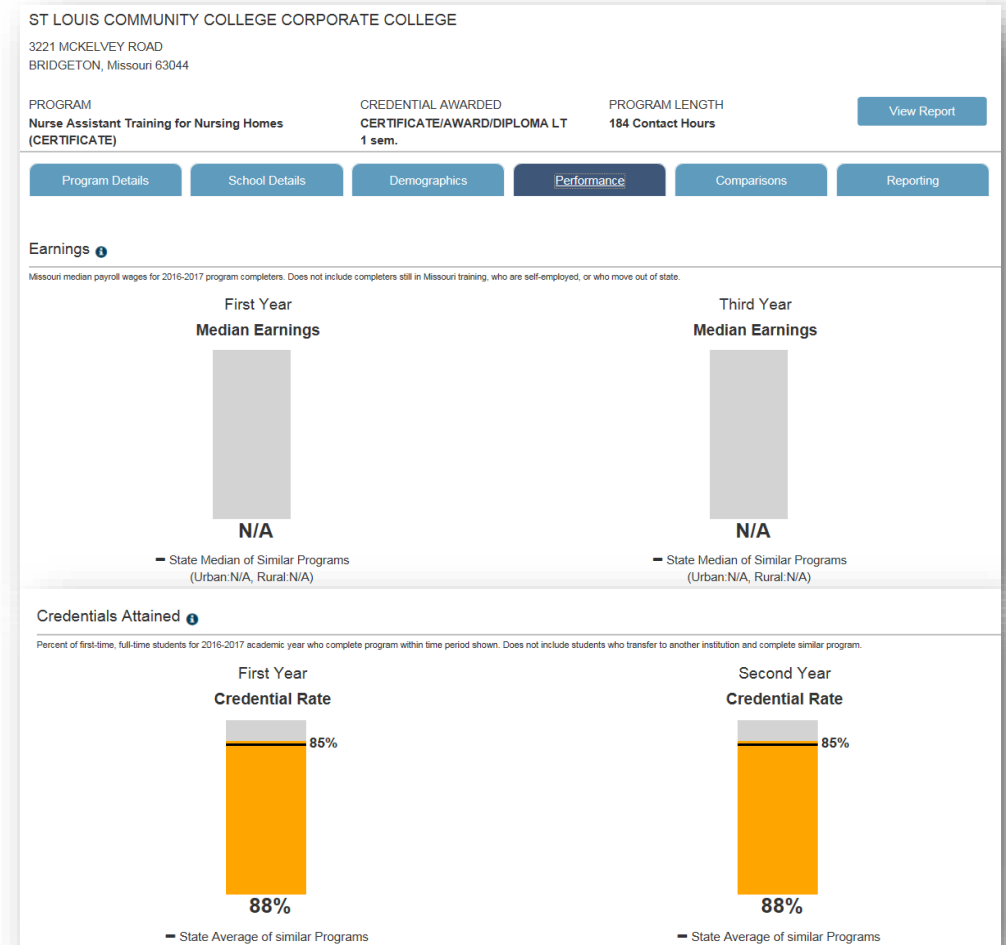 ST LOUIS COMMUNITY COLLEGE CORPORATE COLLEGE
3221 MCKELVEY ROAD
BRIDGETON, Missouri 63044
PROGRAM
Nurse Assistant Training for Nursing Homes
(CERTIFICATE)
CREDENTIAL AWARDED
CERTIFICATE/AWARD/DIPLOMA LT
1 sem.
PROGRAM LENGTH
184 Contact Hours
View Report
Program Details
School Details
Demographics
Performance
Comparisons
Reporting
Earnings
Missouri median payroll wages for 2016-2017 program completers. Does not include completers still in Missouri training, who are self-employed, or who move out of state.
First Year
Median Earnings
N/A
State Median of Similar Programs
(Urban:N/A, Rural:N/A)
Third Year
Median Earnings
N/A
State Median of Similar Programs
(Urban:N/A, Rural:N/A)
Credentials Attained
Percent of first-time, full-time students for 2016-2017 academic year who complete program within time period shown. Does not include students who transfer to another institution and complete similar program.
First Year
Credential Rate
85%
88%
State Average of similar Programs
Second Year
Credential Rate
85%
88%
State Average of similar Programs